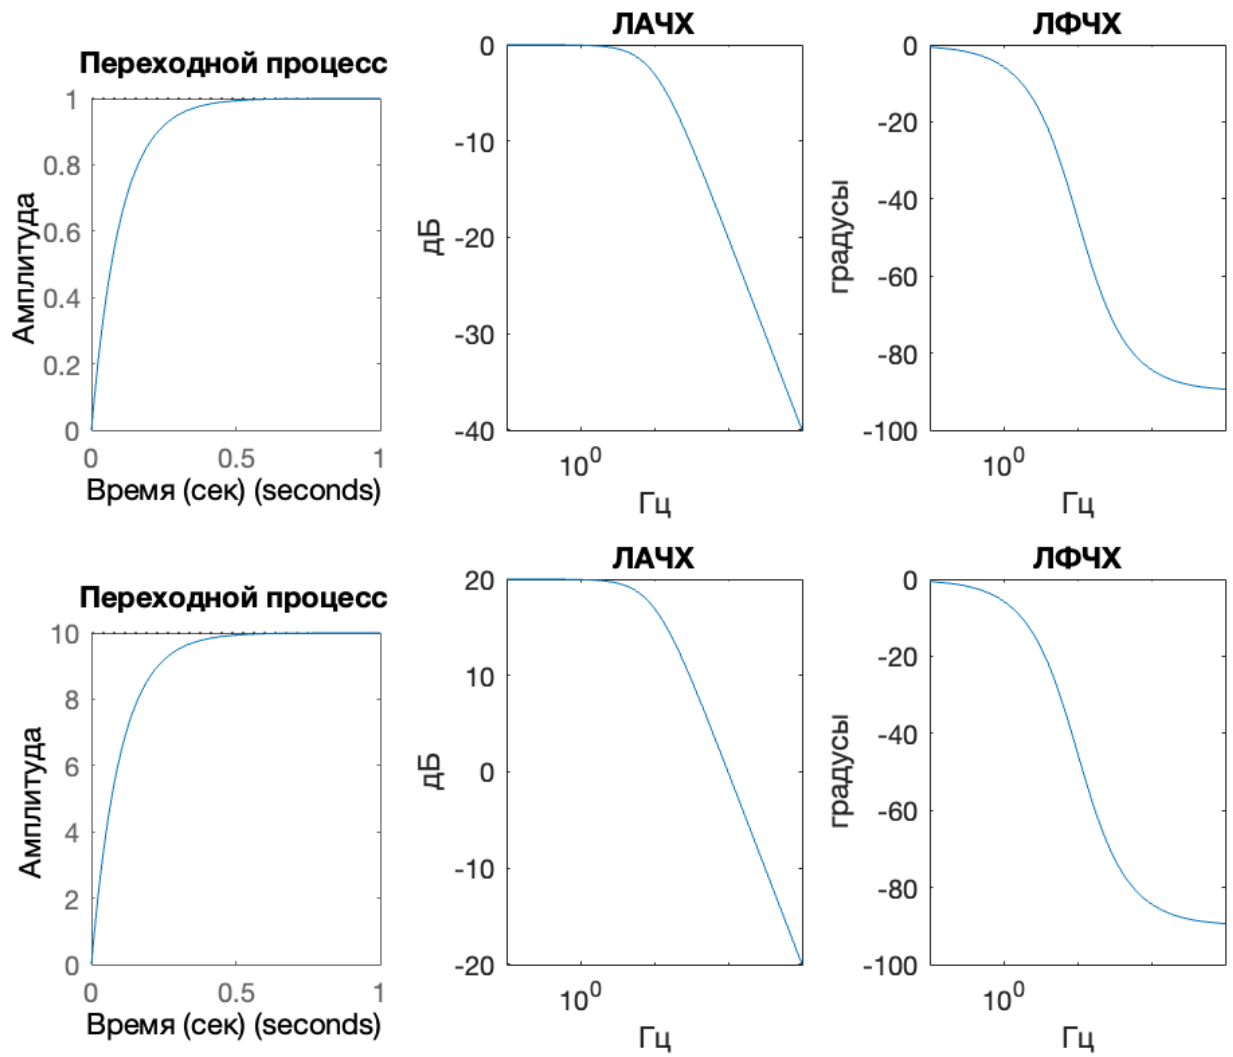 Переходной процесс
1
0.8
0.6
0.4
0.2
0
Амплитуда
0
0.5
1
Время (сек) (seconds)
ЛАЧХ
0
-10
-20
-30
-40
дБ
10^0
Гц
ЛФЧХ
0
-20
-40
-60
-80
-100
градусы
10^0
Гц
Переходной процесс
10
8
6
4
2
0
Амплитуда
0
0.5
1
Время (сек) (seconds)
ЛАЧХ
20
10
0
-10
-20
дБ
10^0
Гц
ЛФЧХ
0
-20
-40
-60
-80
-100
градусы
10^0
Гц